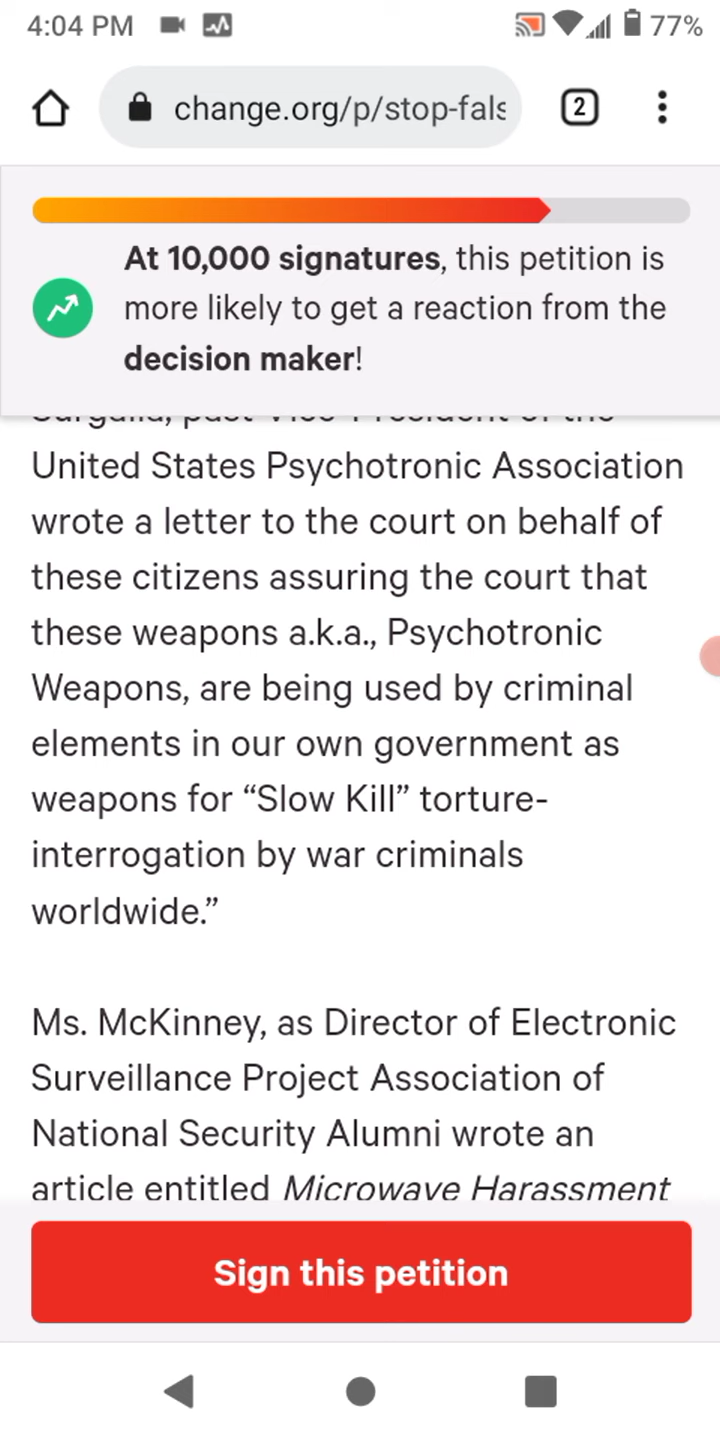 4:04 PM
77%
change.org/p/stop-fals
2
At 10,000 signatures, this petition is
more likely to get a reaction from the
decision maker!
United States Psychotronic Association
wrote a letter to the court on behalf of
these citizens assuring the court that
these weapons a.k.a., Psychotronic
Weapons, are being used by criminal
elements in our own government as
weapons for “Slow Kill” torture-
interrogation by war criminals
worldwide.”
Ms. McKinney, as Director of Electronic
Surveillance Project Association of
National Security Alumni wrote an
article entitled Microwave Harassment
Sign this petition